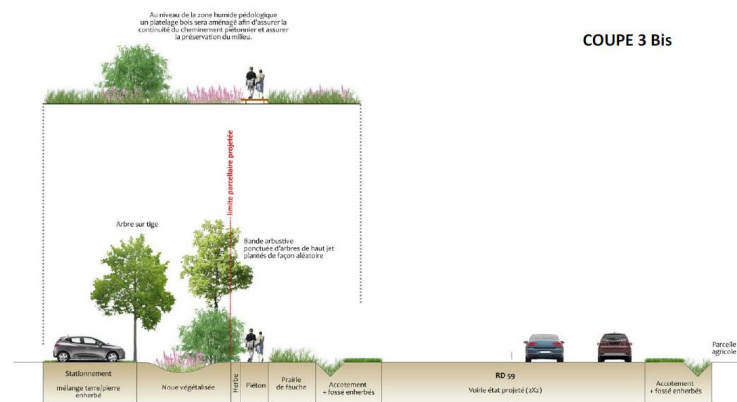 Au niveau de la zone humide pédologique
un platelage bois sera aménagé afin d'assurer la
continuité du cheminement piétonnier et assurer
la préservation du milieu.
COUPE 3 Bis
limite parcellaire projetée
Arbre sur tige
Bande arbustive
ponctuée d'arbres de haut jet
plantés de façon aléatoire
Parcelle
agricole
Stationnement
mélange terre/pierre
enherbé
Noue végétalisée
Herbe
Piéton
Prairie
de fauche
Accotement
+ fossé enherbés
RD 59
Voirie état projeté (2X2)
Accotement
+ fossé enherbés